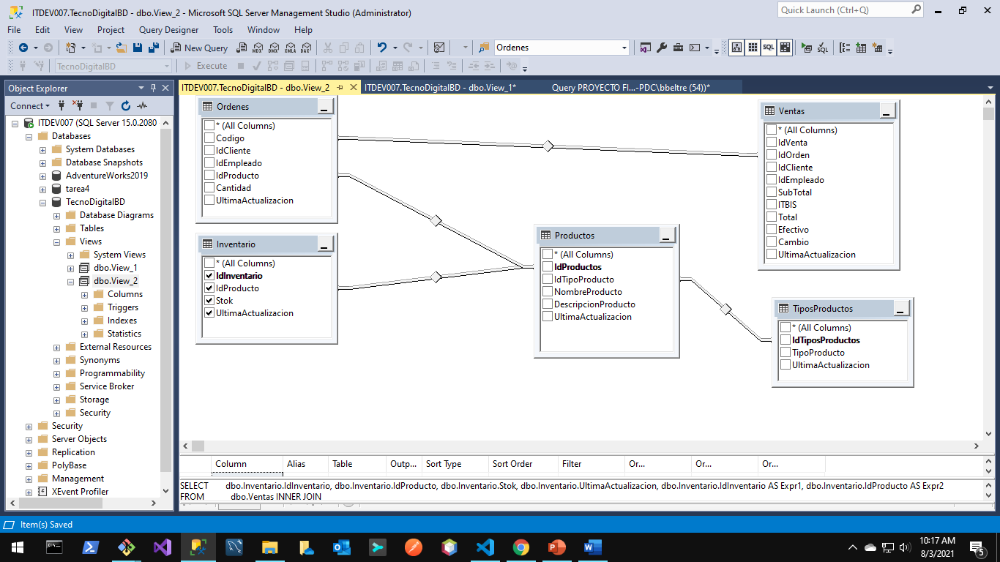 ITDEV007.TecnoDigitalBD - dbo.View_2 - Microsoft SQL Server Management Studio (Administrator)
Quick Launch (Ctrl+Q)
File Edit View Project Query Designer Tools Window Help
New Query MDX DMX XMLA DAX Ordenes SQL SQL
TecnoDigitalBD Execute
Object Explorer
Connect
ITDEV007 (SQL Server 15.0.2080
Databases
System Databases
Database Snapshots
AdventureWorks2019
tarea4
TecnoDigitalBD
Database Diagrams
Tables
Views
System Views
dbo.View_1
dbo.View_2
Columns
Triggers
Indexes
Statistics
External Resources
Synonyms
Programmability
Service Broker
Storage
Security
Security
Server Objects
Replication
PolyBase
Management
XEvent Profiler
ITDEV007.TecnoDigitalBD - dbo.View_2
ITDEV007.TecnoDigitalBD - dbo.View_1*
Query PROYECTO FI...-PDC\bbeltre (54))*
Ordenes
* (All Columns)
Codigo
IdCliente
IdEmpleado
IdProducto
Cantidad
UltimaActualizacion
Inventario
* (All Columns)
IdInventario
IdProducto
Stok
UltimaActualizacion
Productos
* (All Columns)
IdProductos
IdTipoProducto
NombreProducto
DescripcionProducto
UltimaActualizacion
Ventas
* (All Columns)
IdVenta
IdOrden
IdCliente
IdEmpleado
SubTotal
ITBIS
Total
Efectivo
Cambio
UltimaActualizacion
TiposProductos
* (All Columns)
IdTiposProductos
TipoProducto
UltimaActualizacion
Column Alias Table Outp... Sort Type Sort Order Filter Or... Or... Or...
SELECT dbo.Inventario.IdInventario, dbo.Inventario.IdProducto, dbo.Inventario.Stok, dbo.Inventario.UltimaActualizacion, dbo.Inventario.IdInventario AS Expr1, dbo.Inventario.IdProducto AS Expr2
FROM dbo.Ventas INNER JOIN
Item(s) Saved
10:17 AM
8/3/2021
5